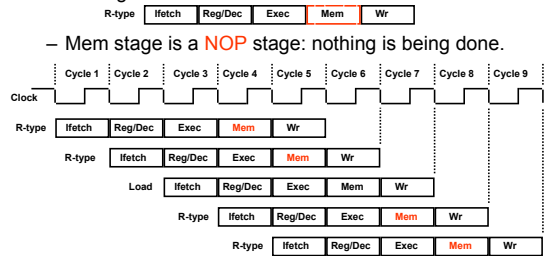 R-type Ifetch Reg/Dec Exec Mem Wr
– Mem stage is a NOP stage: nothing is being done.
Cycle 1 Cycle 2 Cycle 3 Cycle 4 Cycle 5 Cycle 6 Cycle 7 Cycle 8 Cycle 9
Clock
R-type Ifetch Reg/Dec Exec Mem Wr
R-type Ifetch Reg/Dec Exec Mem Wr
Load Ifetch Reg/Dec Exec Mem Wr
R-type Ifetch Reg/Dec Exec Mem Wr
R-type Ifetch Reg/Dec Exec Mem Wr